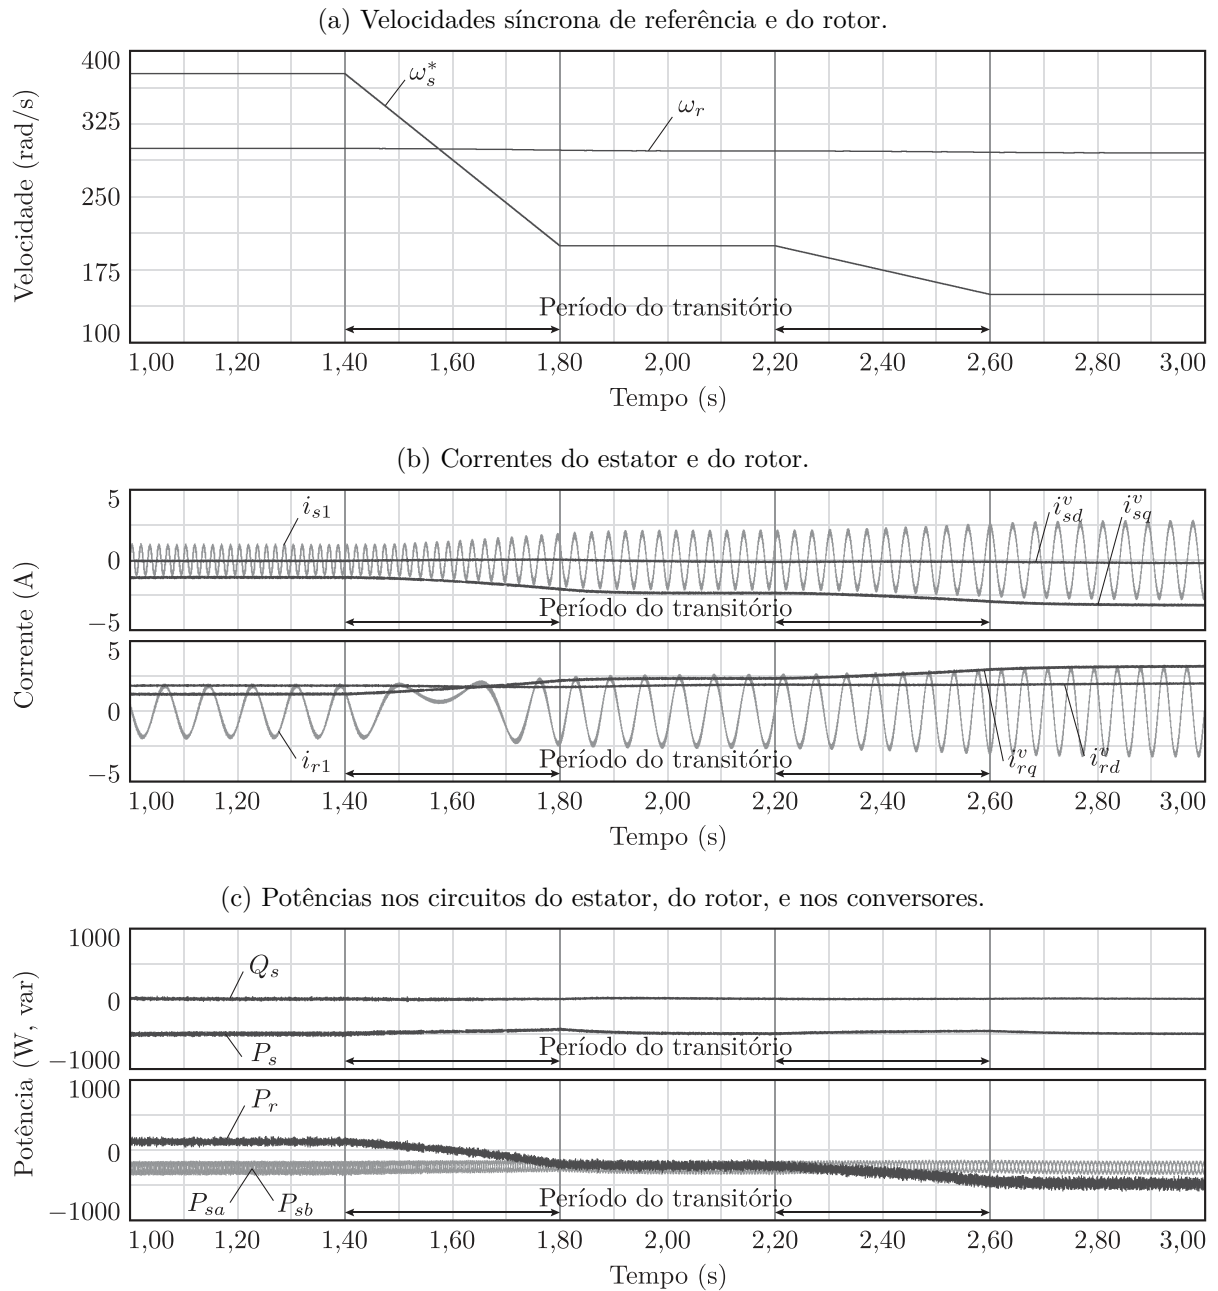 (a) Velocidades síncrona de referência e do rotor.
Velocidade (rad/s)
400
325
250
175
100
ω*s
ωr
Período do transitório
1,00 1,20 1,40 1,60 1,80 2,00 2,20 2,40 2,60 2,80 3,00
Tempo (s)
(b) Correntes do estator e do rotor.
Corrente (A)
5
0
−5
is1
ivsd
ivsq
Período do transitório
5
0
−5
ir1
ivrq
ivrd
Período do transitório
1,00 1,20 1,40 1,60 1,80 2,00 2,20 2,40 2,60 2,80 3,00
Tempo (s)
(c) Potências nos circuitos do estator, do rotor, e nos conversores.
Potência (W, var)
1000
0
−1000
Qs
Ps
Período do transitório
1000
0
−1000
Pr
Psa
Psb
Período do transitório
1,00 1,20 1,40 1,60 1,80 2,00 2,20 2,40 2,60 2,80 3,00
Tempo (s)